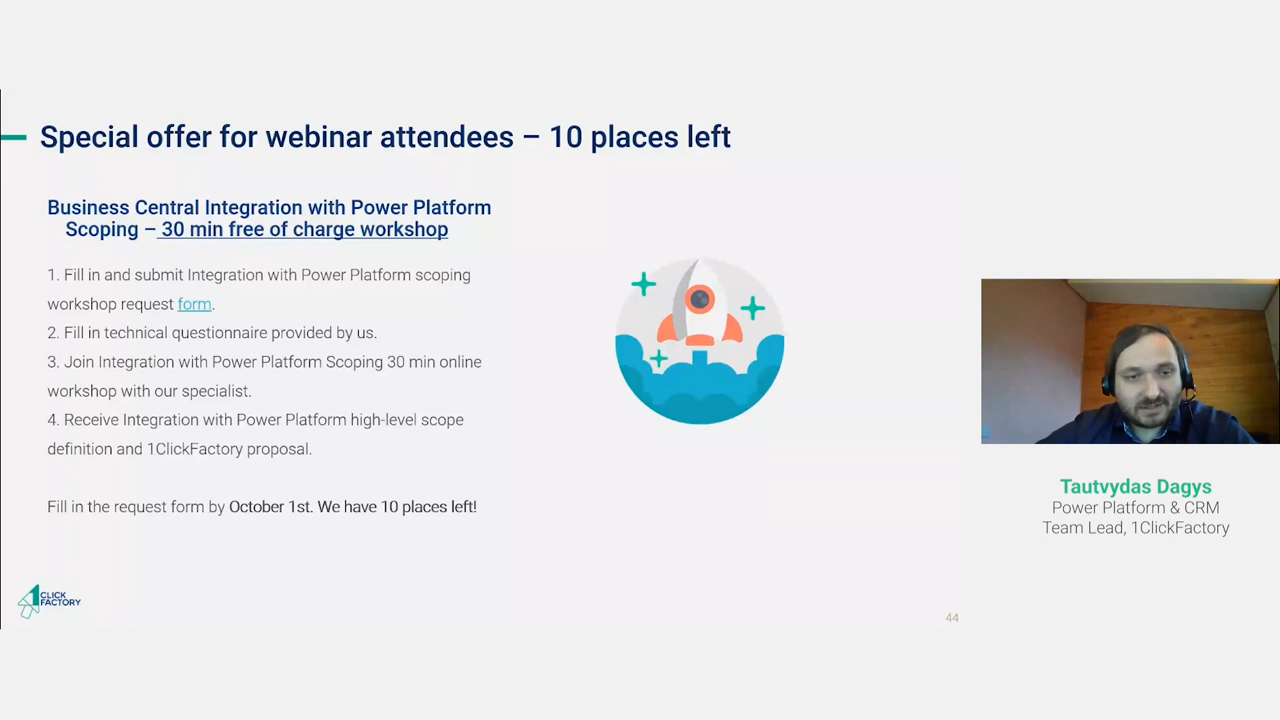 Special offer for webinar attendees – 10 places left
Business Central Integration with Power Platform
Scoping – 30 min free of charge workshop
1. Fill in and submit Integration with Power Platform scoping
workshop request form.
2. Fill in technical questionnaire provided by us.
3. Join Integration with Power Platform Scoping 30 min online
workshop with our specialist.
4. Receive Integration with Power Platform high-level scope
definition and 1ClickFactory proposal.
Fill in the request form by October 1st. We have 10 places left!
1 CLICK
FACTORY
44
Tautvydas Dagys
Power Platform & CRM
Team Lead, 1ClickFactory